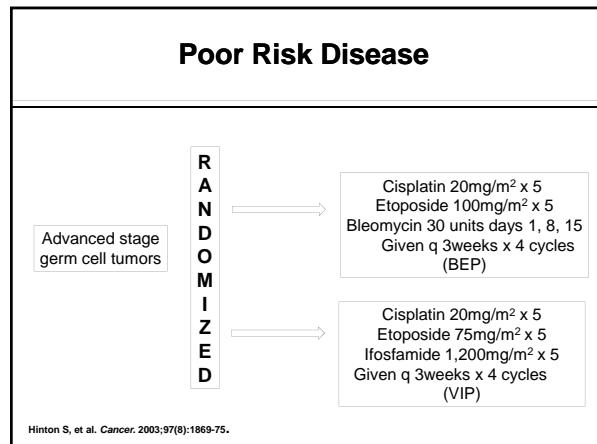 Poor Risk Disease
Advanced stage
germ cell tumors
R
A
N
D
O
M
I
Z
E
D
Cisplatin 20mg/m² x 5
Etoposide 100mg/m² x 5
Bleomycin 30 units days 1, 8, 15
Given q 3weeks x 4 cycles
(BEP)
Cisplatin 20mg/m² x 5
Etoposide 75mg/m² x 5
Ifosfamide 1,200mg/m² x 5
Given q 3weeks x 4 cycles
(VIP)
Hinton S, et al. Cancer. 2003;97(8):1869-75.